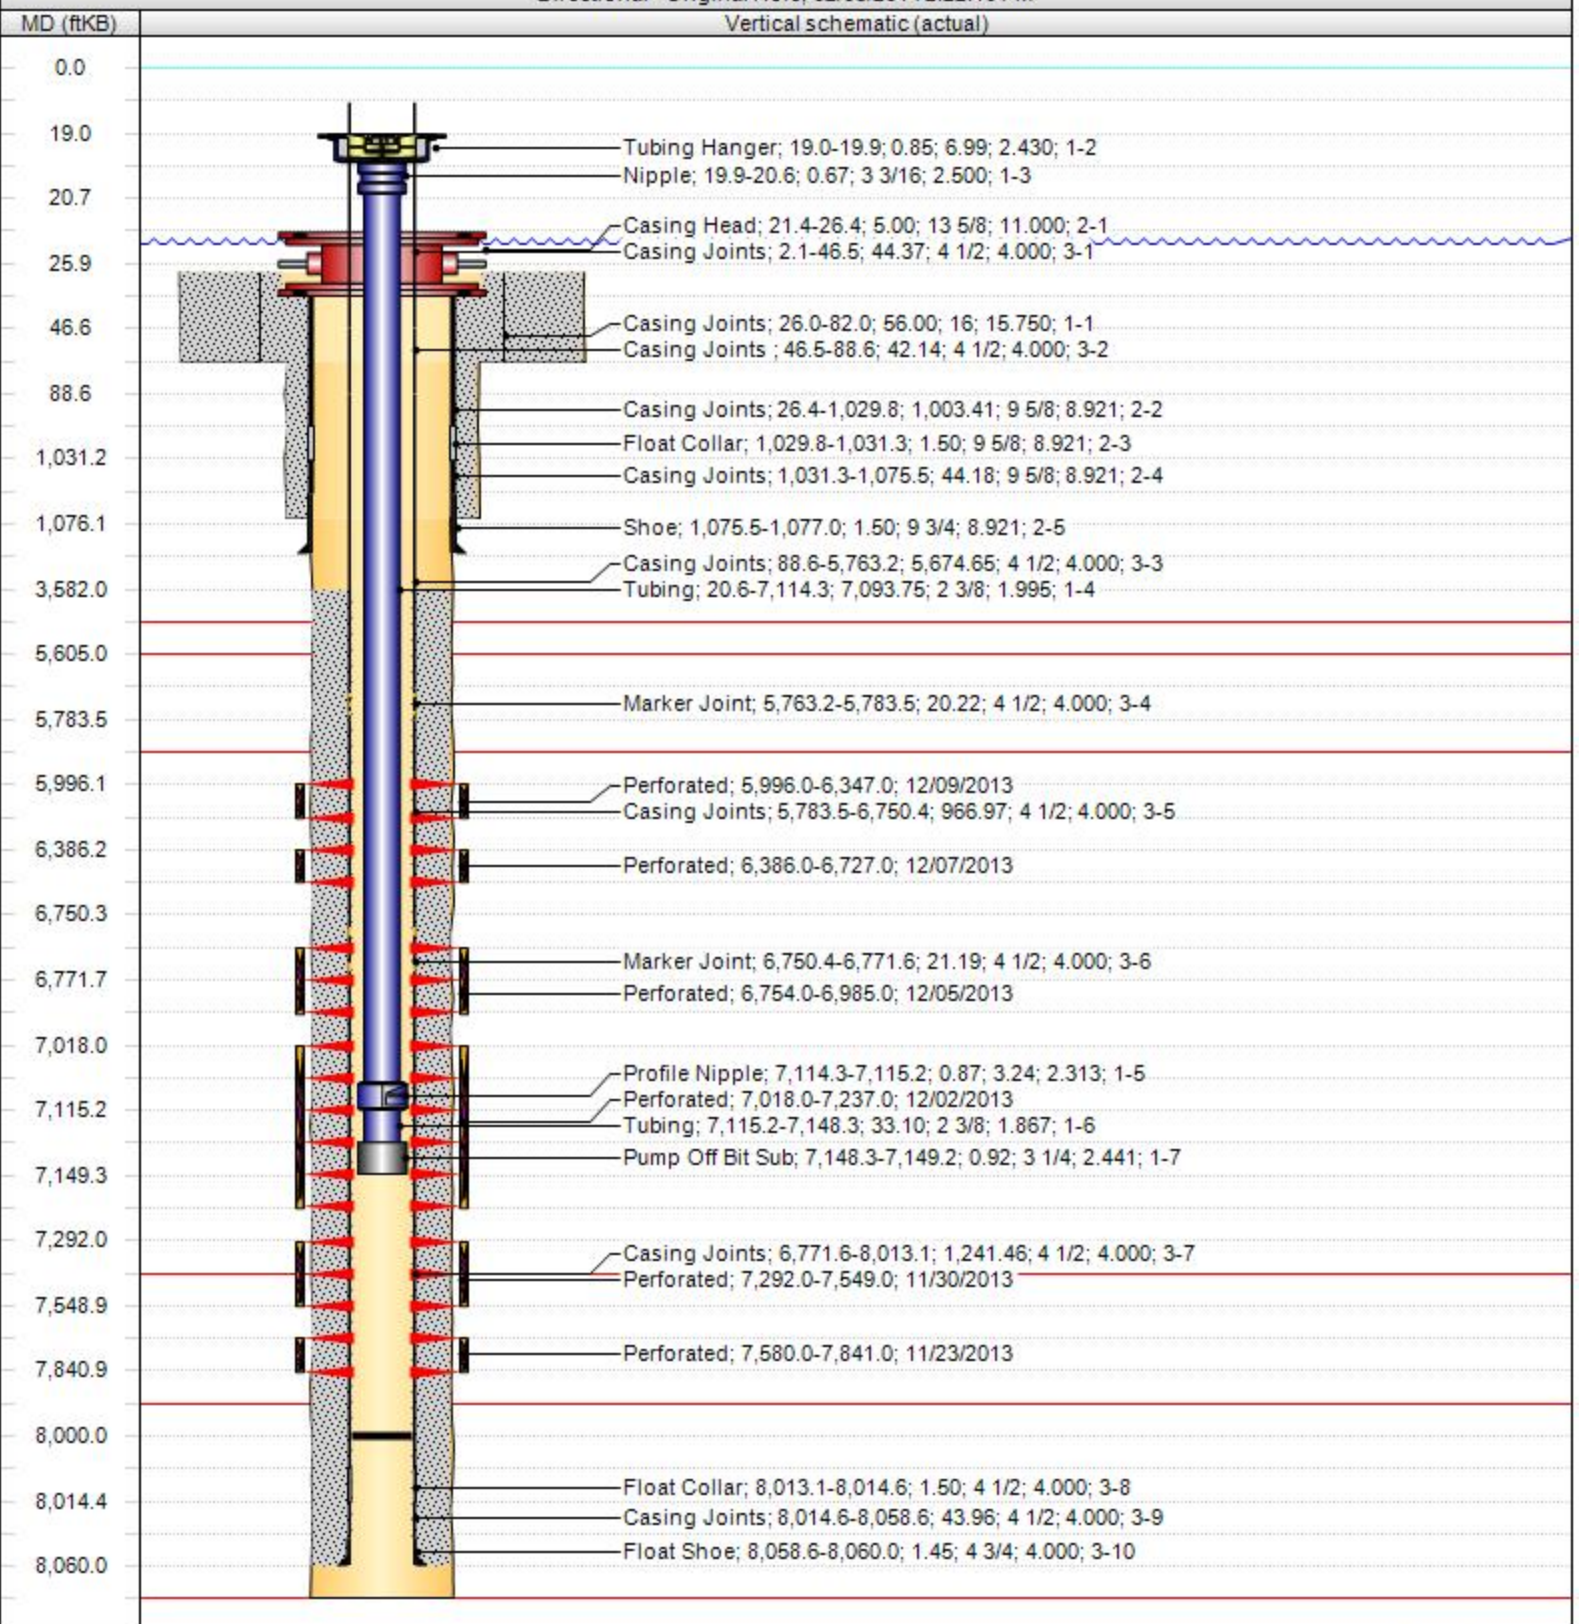 MD (ftKB)
Vertical schematic (actual)
0.0
19.0
Tubing Hanger; 19.0-19.9; 0.85; 6.99; 2.430; 1-2
Nipple; 19.9-20.6; 0.67; 3 3/16; 2.500; 1-3
20.7
Casing Head; 21.4-26.4; 5.00; 13 5/8; 11.000; 2-1
Casing Joints; 2.1-46.5; 44.37; 4 1/2; 4.000; 3-1
25.9
Casing Joints; 26.0-82.0; 56.00; 16; 15.750; 1-1
46.6
Casing Joints ; 46.5-88.6; 42.14; 4 1/2; 4.000; 3-2
88.6
Casing Joints; 26.4-1,029.8; 1,003.41; 9 5/8; 8.921; 2-2
Float Collar; 1,029.8-1,031.3; 1.50; 9 5/8; 8.921; 2-3
1,031.2
Casing Joints; 1,031.3-1,075.5; 44.18; 9 5/8; 8.921; 2-4
1,076.1
Shoe; 1,075.5-1,077.0; 1.50; 9 3/4; 8.921; 2-5
Casing Joints; 88.6-5,763.2; 5,674.65; 4 1/2; 4.000; 3-3
3,582.0
Tubing; 20.6-7,114.3; 7,093.75; 2 3/8; 1.995; 1-4
5,605.0
Marker Joint; 5,763.2-5,783.5; 20.22; 4 1/2; 4.000; 3-4
5,783.5
5,996.1
Perforated; 5,996.0-6,347.0; 12/09/2013
Casing Joints; 5,783.5-6,750.4; 966.97; 4 1/2; 4.000; 3-5
6,386.2
Perforated; 6,386.0-6,727.0; 12/07/2013
6,750.3
Marker Joint; 6,750.4-6,771.6; 21.19; 4 1/2; 4.000; 3-6
6,771.7
Perforated; 6,754.0-6,985.0; 12/05/2013
7,018.0
Profile Nipple; 7,114.3-7,115.2; 0.87; 3.24; 2.313; 1-5
Perforated; 7,018.0-7,237.0; 12/02/2013
7,115.2
Tubing; 7,115.2-7,148.3; 33.10; 2 3/8; 1.867; 1-6
Pump Off Bit Sub; 7,148.3-7,149.2; 0.92; 3 1/4; 2.441; 1-7
7,149.3
7,292.0
Casing Joints; 6,771.6-8,013.1; 1,241.46; 4 1/2; 4.000; 3-7
Perforated; 7,292.0-7,549.0; 11/30/2013
7,548.9
Perforated; 7,580.0-7,841.0; 11/23/2013
7,840.9
8,000.0
Float Collar; 8,013.1-8,014.6; 1.50; 4 1/2; 4.000; 3-8
8,014.4
Casing Joints; 8,014.6-8,058.6; 43.96; 4 1/2; 4.000; 3-9
Float Shoe; 8,058.6-8,060.0; 1.45; 4 3/4; 4.000; 3-10
8,060.0